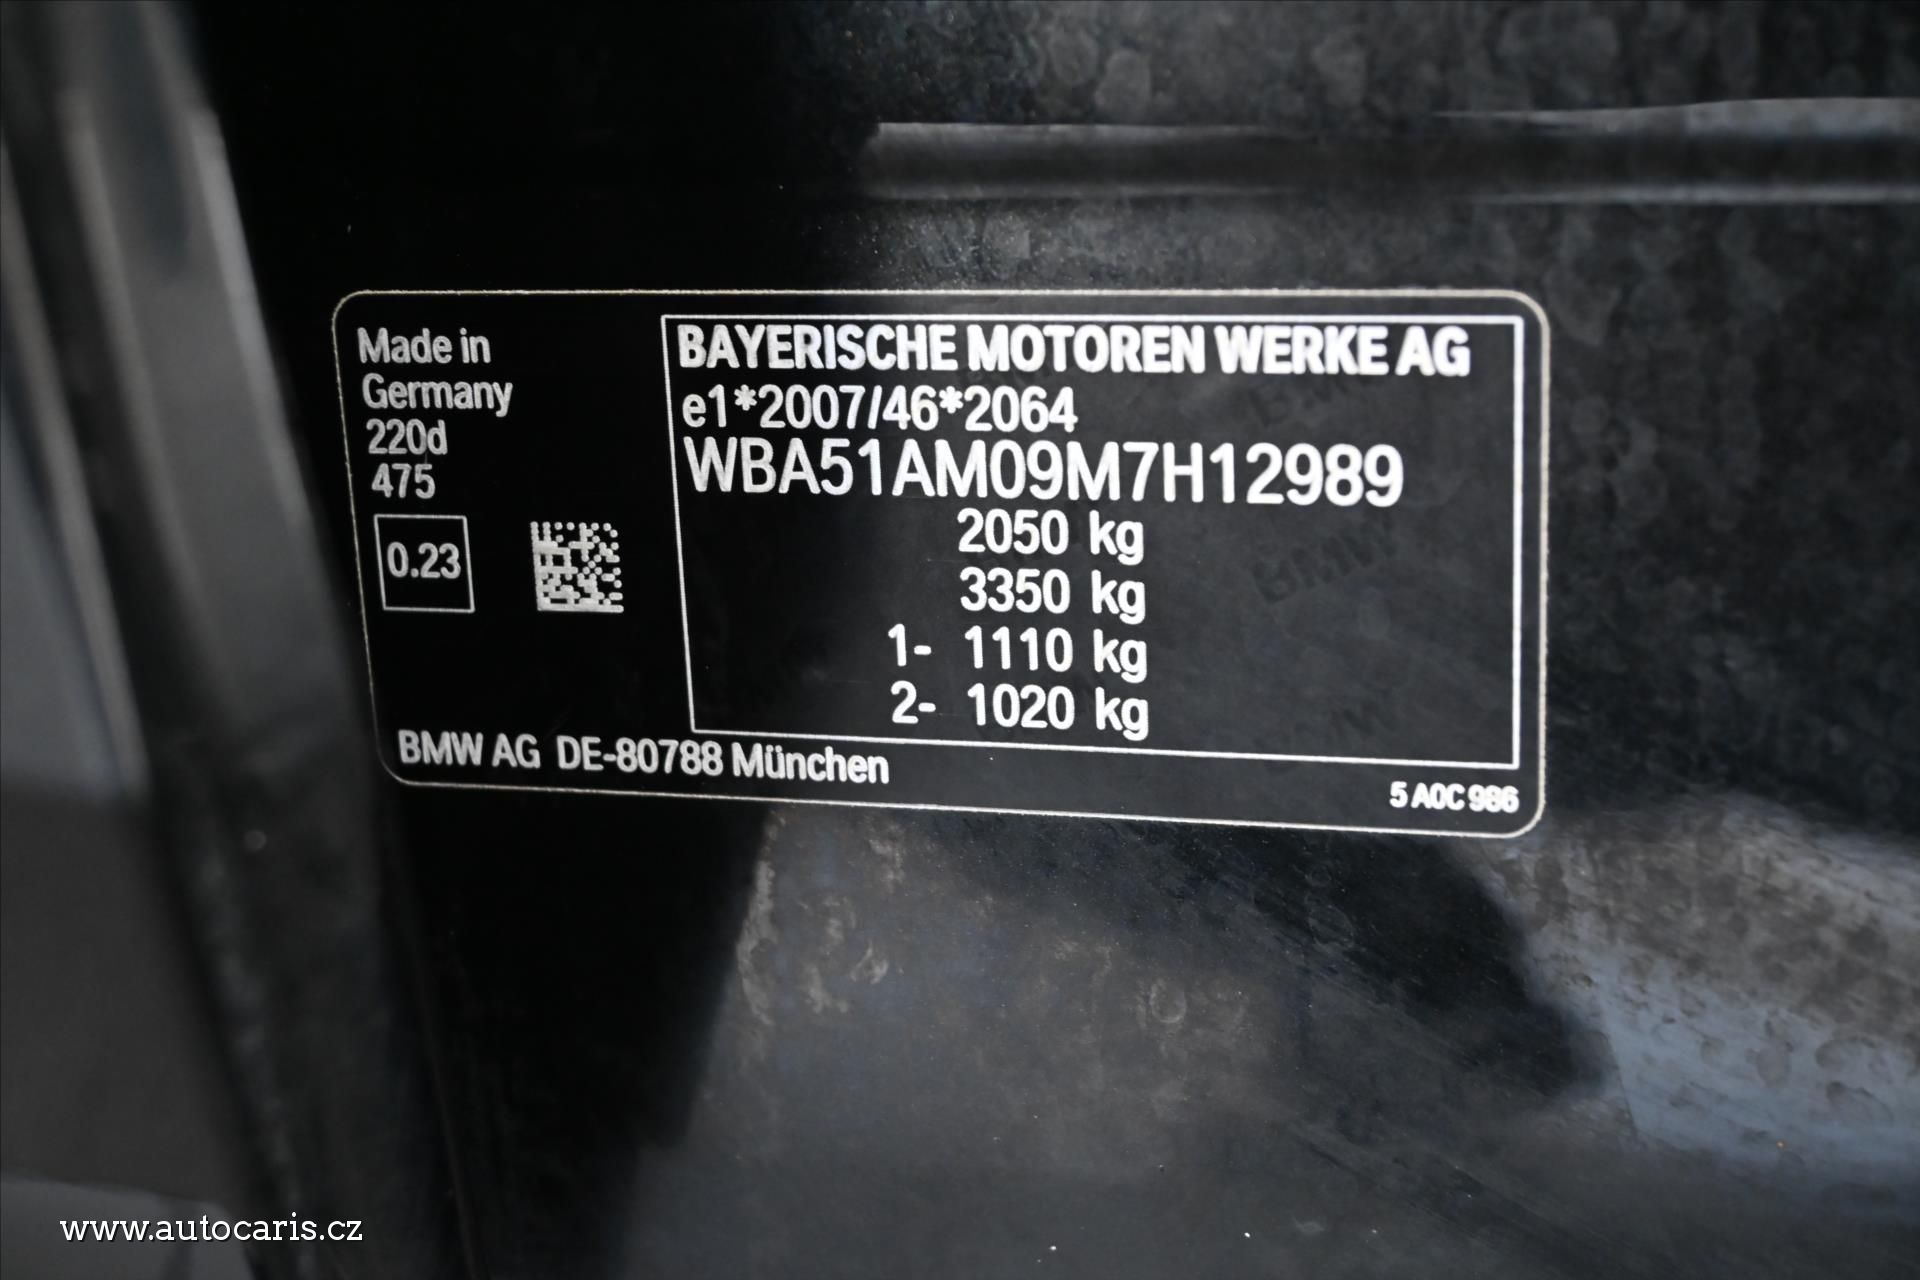 Made in
Germany
220d
475
0.23
BAYERISCHE MOTOREN WERKE AG
e1*2007/46*2064
WBA51AM09M7H12989
2050 kg
3350 kg
1- 1110 kg
2- 1020 kg
BMW AG DE-80788 München
5 A0C 986
www.autocaris.cz